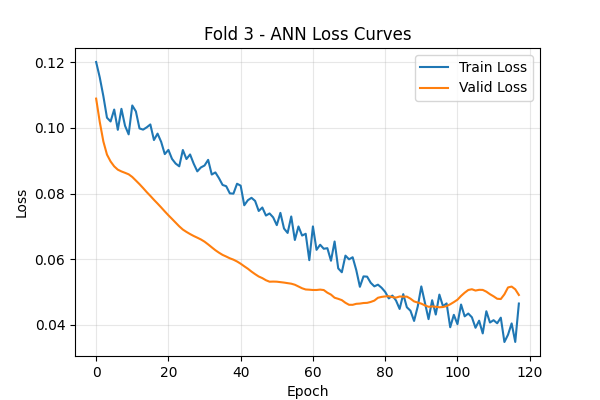 Fold 3 - ANN Loss Curves
Train Loss
Valid Loss
0.12
0.10
0.08
0.06
0.04
Loss
0 20 40 60 80 100 120
Epoch